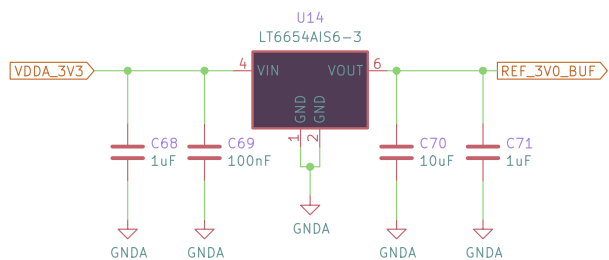 U14
LT6654AIS6-3
VDDA_3V3
4
VIN
VOUT
6
REF_3V0_BUF
GND
GND
1
2
C68
1uF
C69
100nF
C70
10uF
C71
1uF
GNDA
GNDA
GNDA
GNDA
GNDA